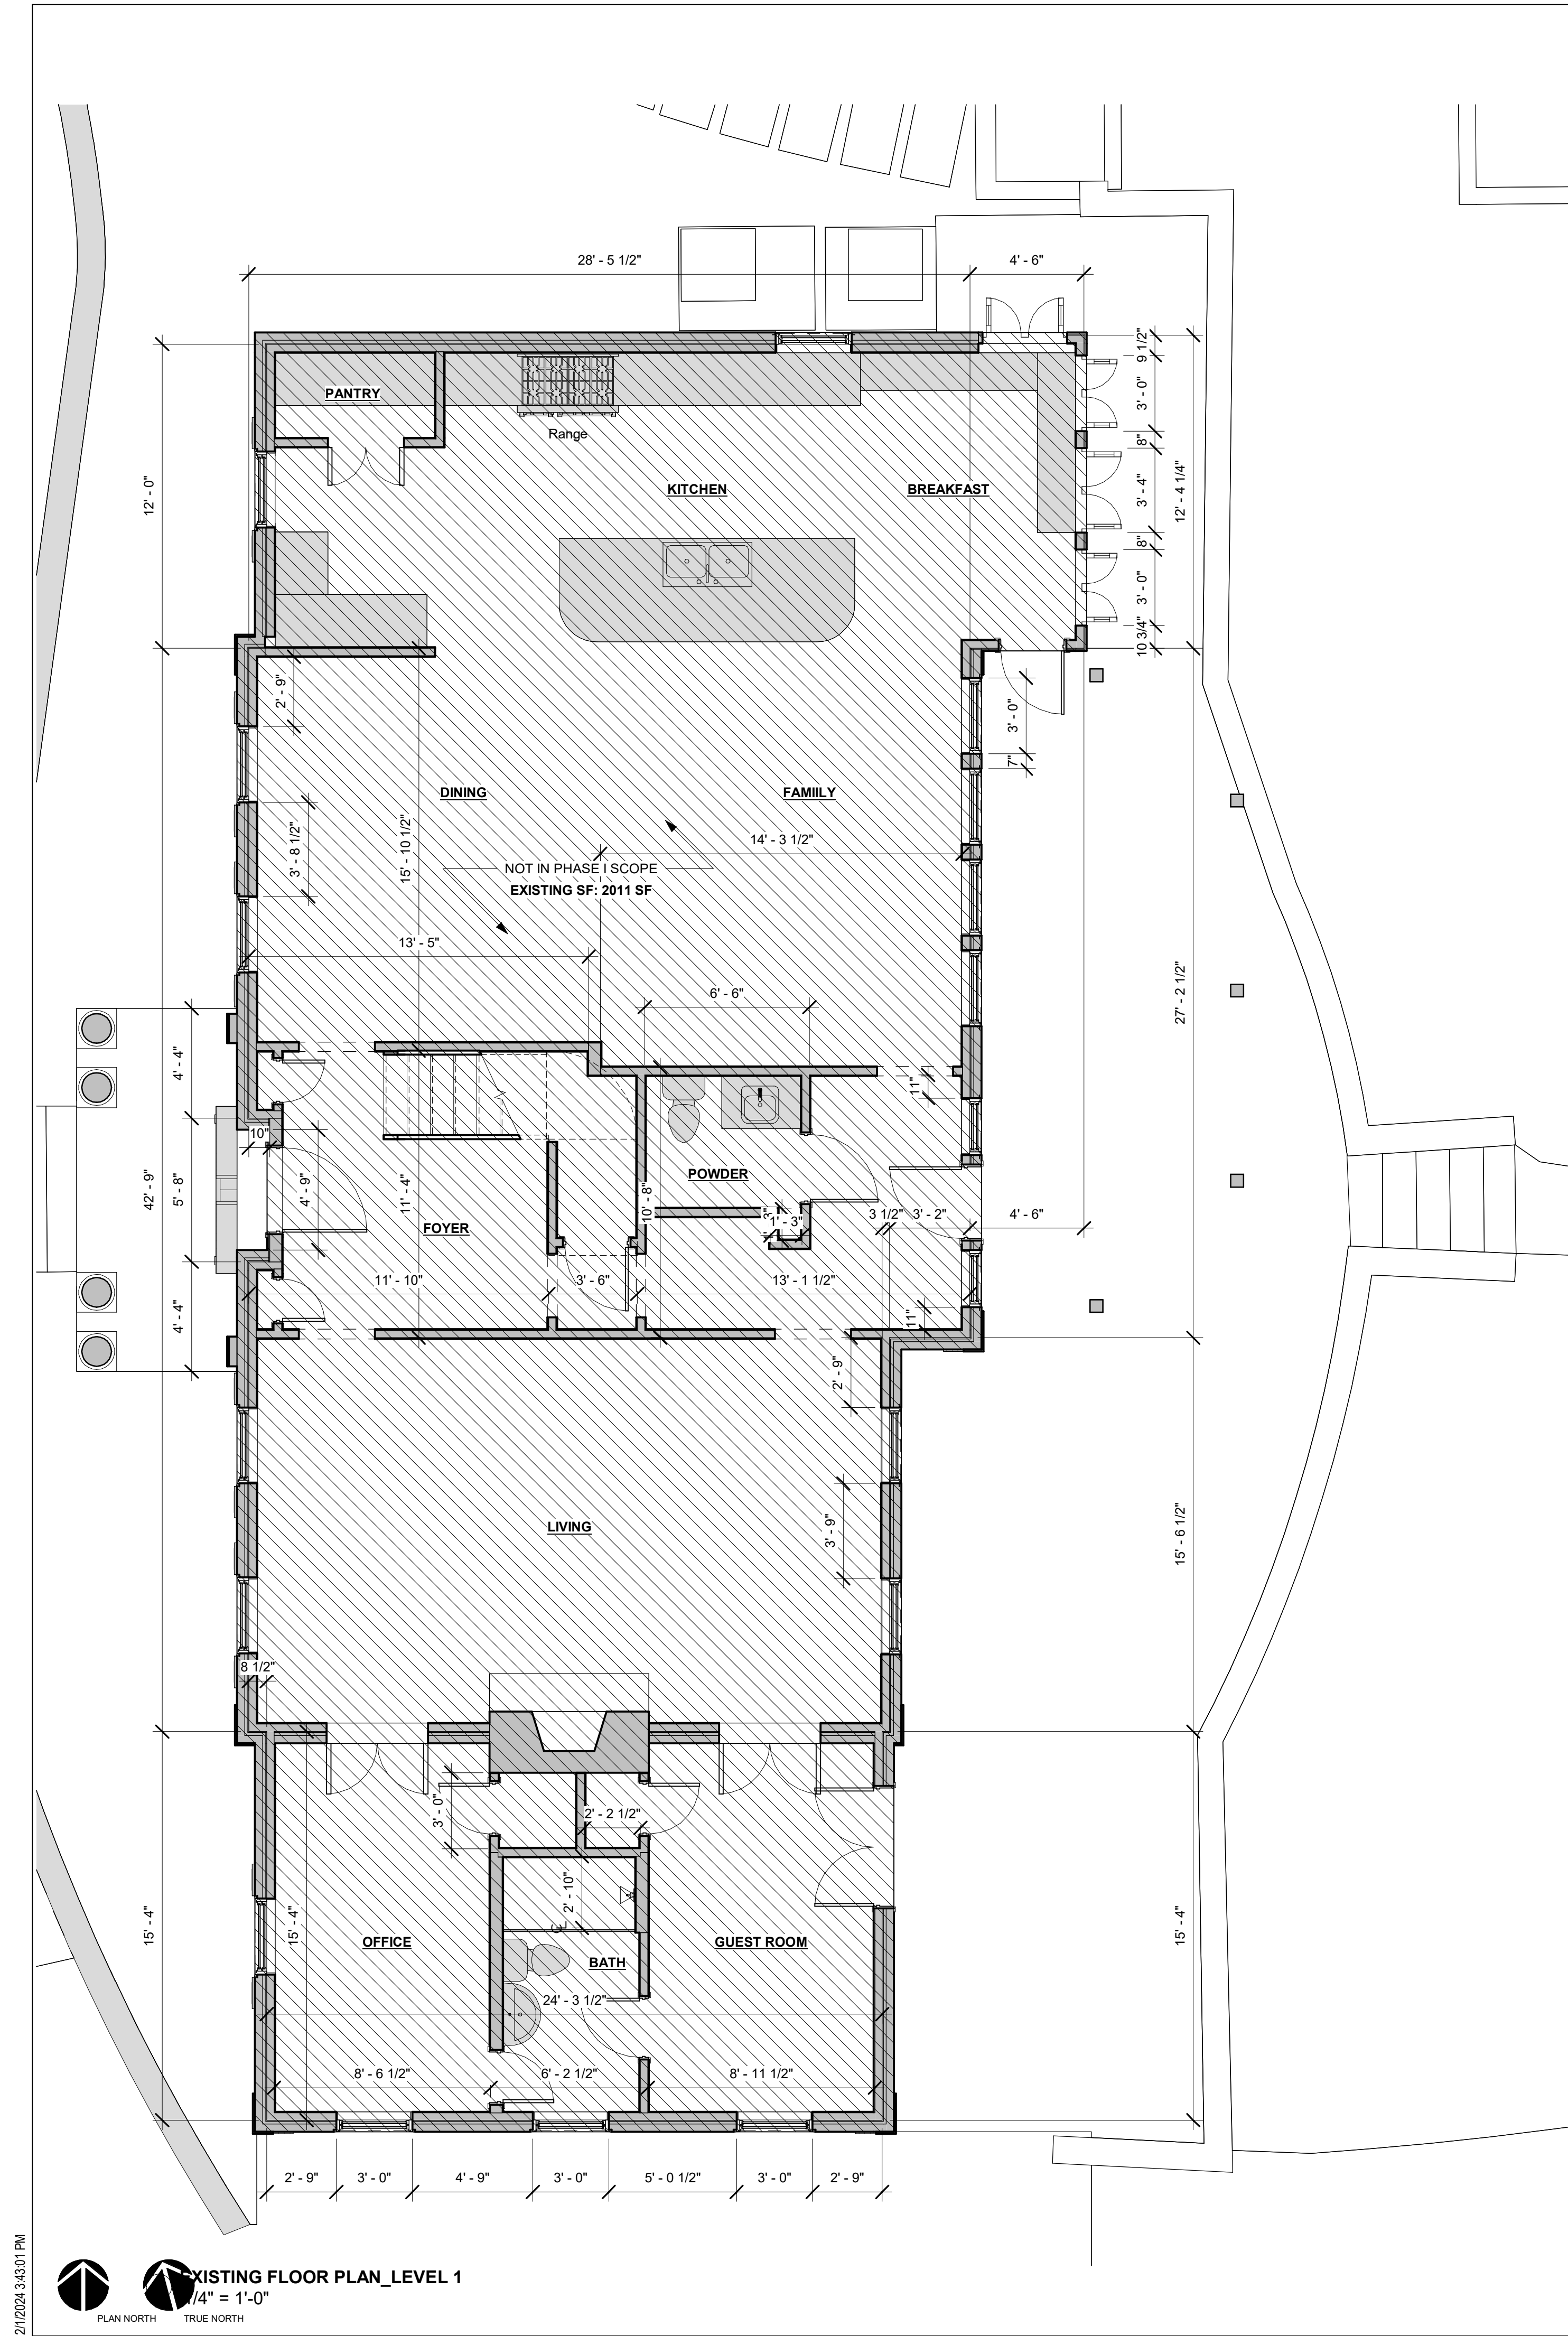 28' - 5 1/2"
4' - 6"
9 1/2"
3' - 0"
8"
3' - 4"
8"
3' - 0"
10 3/4"
12' - 4 1/4"
12' - 0"
PANTRY
Range
KITCHEN
BREAKFAST
2' - 9"
3' - 0"
7"
DINING
FAMIILY
3' - 8 1/2"
15' - 10 1/2"
14' - 3 1/2"
NOT IN PHASE I SCOPE
EXISTING SF: 2011 SF
13' - 5"
6' - 6"
27' - 2 1/2"
4' - 4"
11"
10"
42' - 9"
5' - 8"
4' - 9"
11' - 4"
10' - 8"
POWDER
FOYER
3"
1' - 3"
3 1/2"
3' - 2"
4' - 6"
11' - 10"
3' - 6"
13' - 1 1/2"
4' - 4"
11"
2' - 9"
LIVING
3' - 9"
15' - 6 1/2"
8 1/2"
3' - 0"
2' - 2 1/2"
2' - 10"
15' - 4"
15' - 4"
OFFICE
BATH
GUEST ROOM
15' - 4"
24' - 3 1/2"
8' - 6 1/2"
6' - 2 1/2"
8' - 11 1/2"
2' - 9"
3' - 0"
4' - 9"
3' - 0"
5' - 0 1/2"
3' - 0"
2' - 9"
XISTING FLOOR PLAN_LEVEL 1
/4" = 1'-0"
PLAN NORTH
TRUE NORTH
2/1/2024 3:43:01 PM